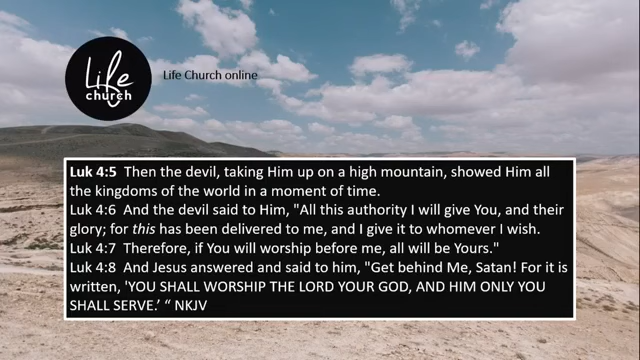 Life
church
Life Church online
Luk 4:5  Then the devil, taking Him up on a high mountain, showed Him all
the kingdoms of the world in a moment of time.
Luk 4:6  And the devil said to Him, "All this authority I will give You, and their
glory; for this has been delivered to me, and I give it to whomever I wish.
Luk 4:7  Therefore, if You will worship before me, all will be Yours."
Luk 4:8  And Jesus answered and said to him, "Get behind Me, Satan! For it is
written, 'YOU SHALL WORSHIP THE LORD YOUR GOD, AND HIM ONLY YOU
SHALL SERVE.’ “ NKJV